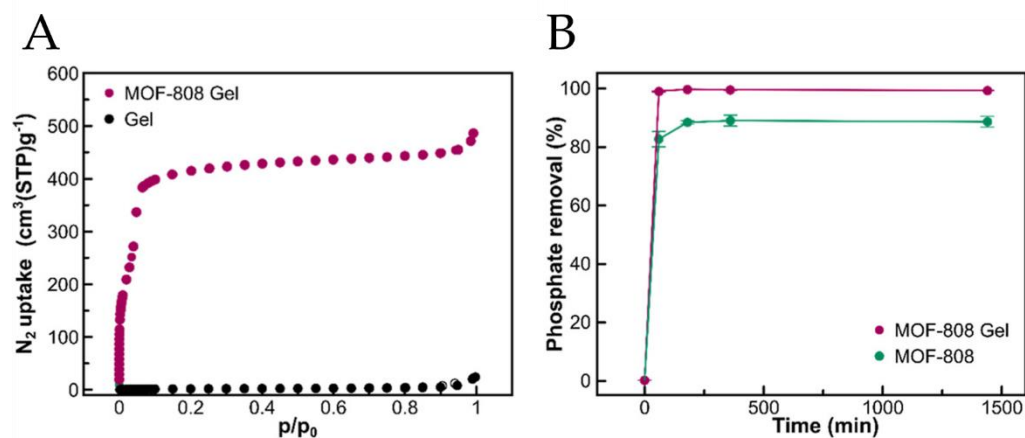 A
B
600
500
400
300
200
100
0
N₂ uptake (cm³(STP)g⁻¹
MOF-808 Gel
Gel
0 0.2 0.4 0.6 0.8 1
p/p₀
100
80
60
40
20
0
Phosphate removal (%)
MOF-808 Gel
MOF-808
0 500 1000 1500
Time (min)